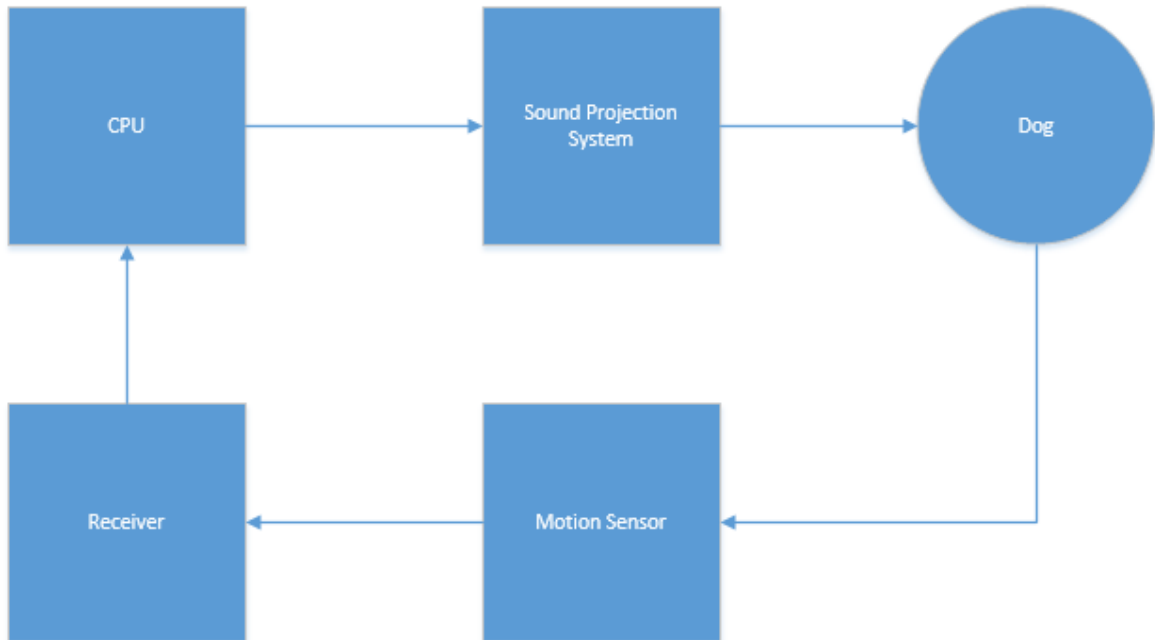 CPU
Sound Projection
System
Dog
Receiver
Motion Sensor